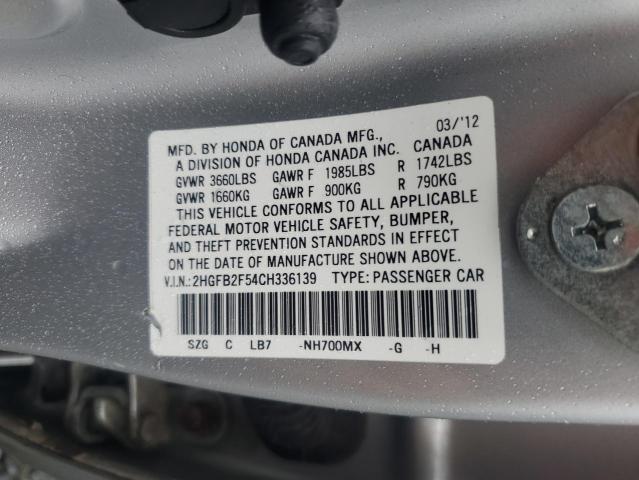 MFD. BY HONDA OF CANADA MFG., 03/'12
A DIVISION OF HONDA CANADA INC. CANADA
GVWR 3660LBS GAWR F 1985LBS R 1742LBS
GVWR 1660KG GAWR F 900KG R 790KG
THIS VEHICLE CONFORMS TO ALL APPLICABLE
FEDERAL MOTOR VEHICLE SAFETY, BUMPER,
AND THEFT PREVENTION STANDARDS IN EFFECT
ON THE DATE OF MANUFACTURE SHOWN ABOVE.
V.I.N.:2HGFB2F54CH336139 TYPE: PASSENGER CAR
SZG C LB7 -NH700MX -G -H